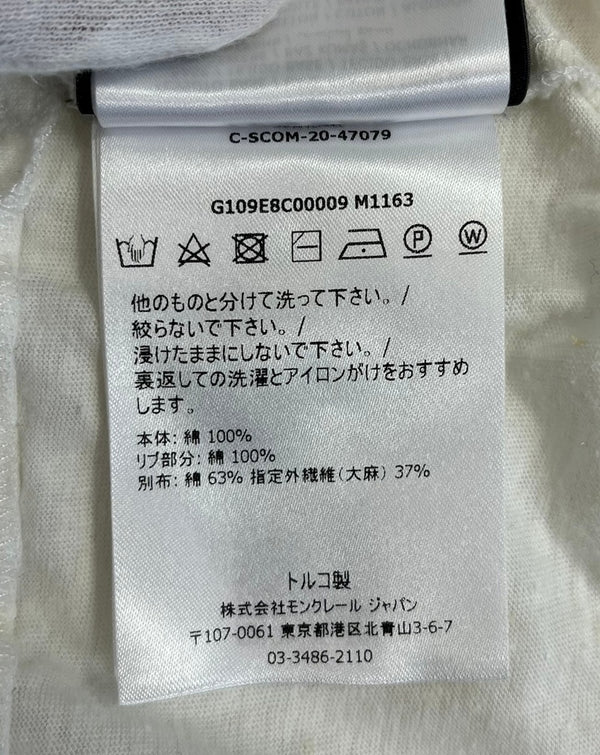 C-SCOM-20-47079
G109E8C00009 M1163
P
W
他のものと分けて洗って下さい。/
絞らないで下さい。/
浸けたままにしないで下さい。/
裏返しての洗濯とアイロンがけをおすすめ
します。
本体: 綿 100%
リブ部分: 綿 100%
別布: 綿 63% 指定外繊維(大麻) 37%
トルコ製
株式会社モンクレール ジャパン
〒107-0061 東京都港区北青山3-6-7
03-3486-2110